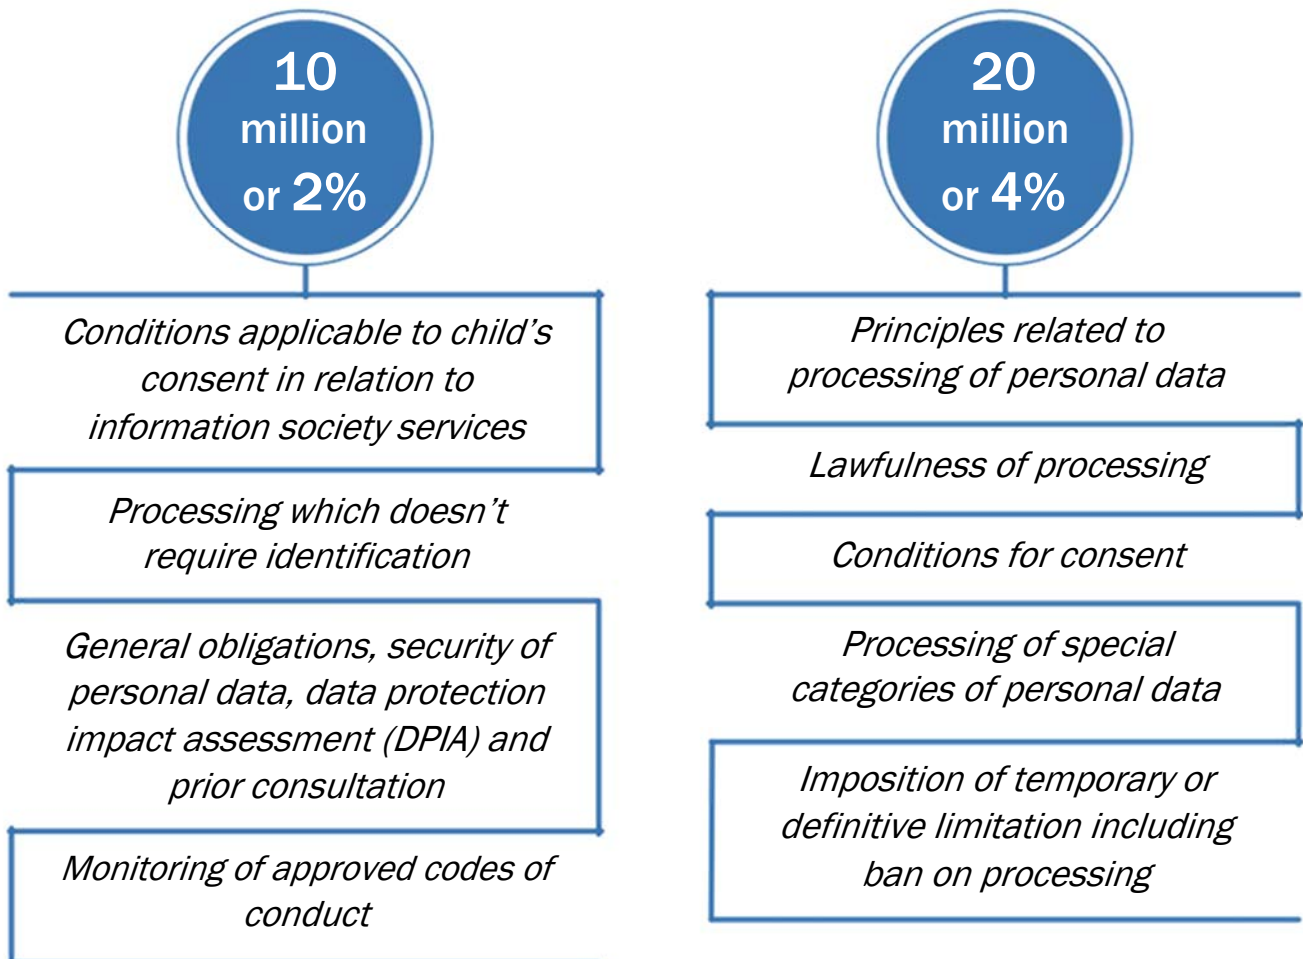 10
million
or 2%
Conditions applicable to child’s
consent in relation to
information society services
Processing which doesn’t
require identification
General obligations, security of
personal data, data protection
impact assessment (DPIA) and
prior consultation
Monitoring of approved codes of
conduct
20
million
or 4%
Principles related to
processing of personal data
Lawfulness of processing
Conditions for consent
Processing of special
categories of personal data
Imposition of temporary or
definitive limitation including
ban on processing